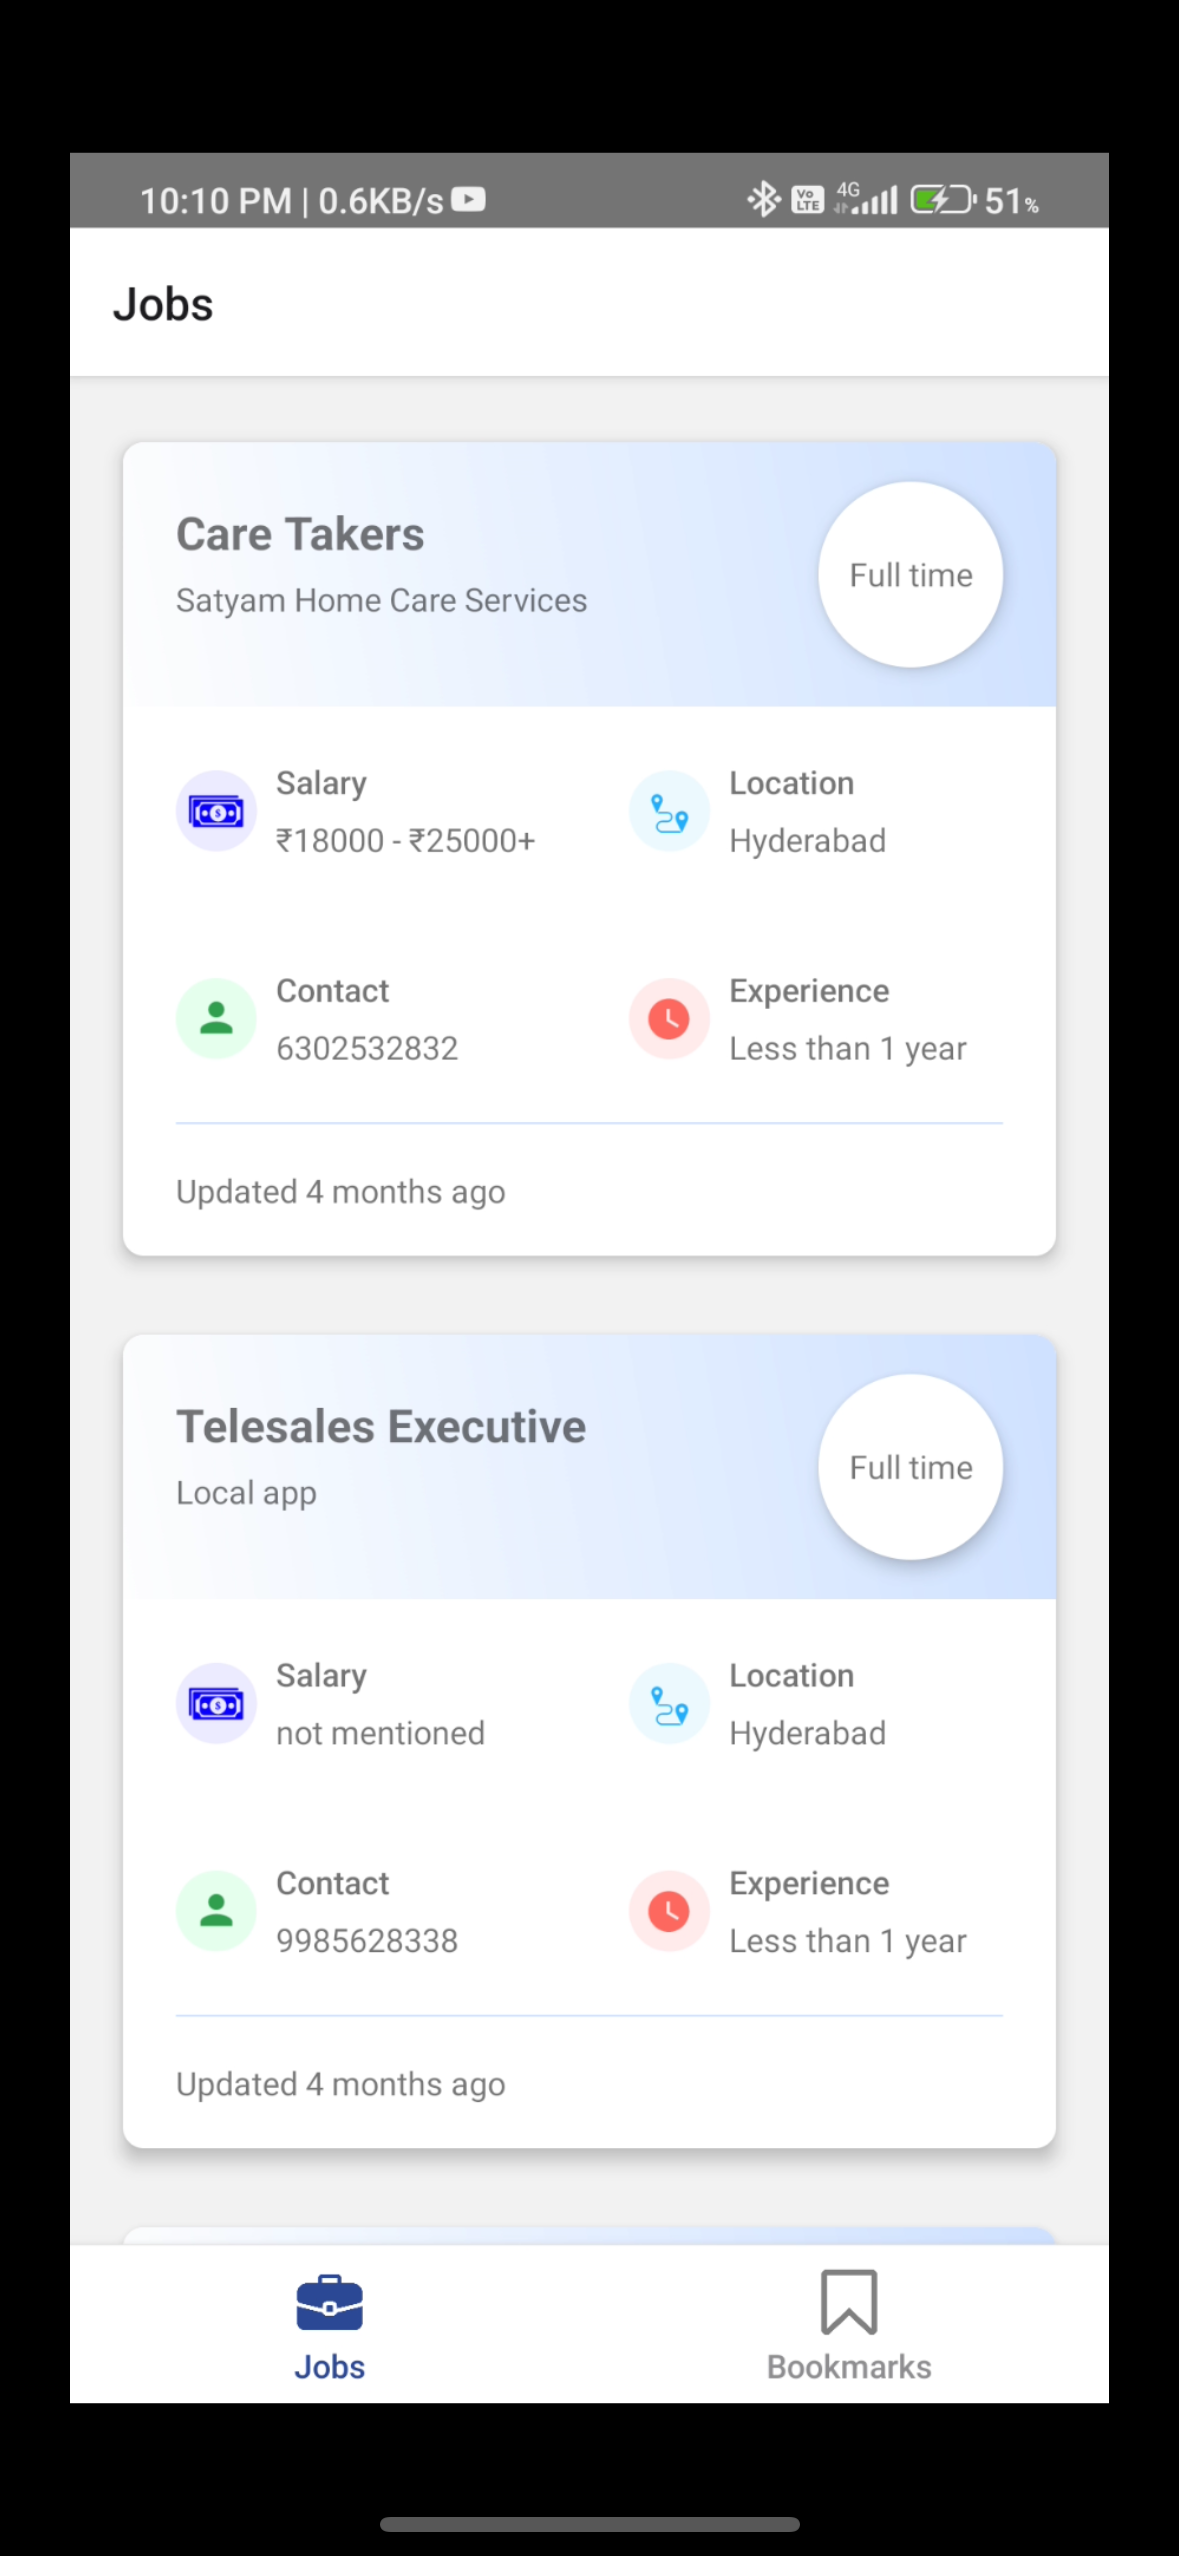 10:10 PM | 0.6KB/s
Vo LTE 4G 51%
Jobs
Care Takers
Satyam Home Care Services
Full time
Salary
₹18000 - ₹25000+
Location
Hyderabad
Contact
6302532832
Experience
Less than 1 year
Updated 4 months ago
Telesales Executive
Local app
Full time
Salary
not mentioned
Location
Hyderabad
Contact
9985628338
Experience
Less than 1 year
Updated 4 months ago
Jobs
Bookmarks